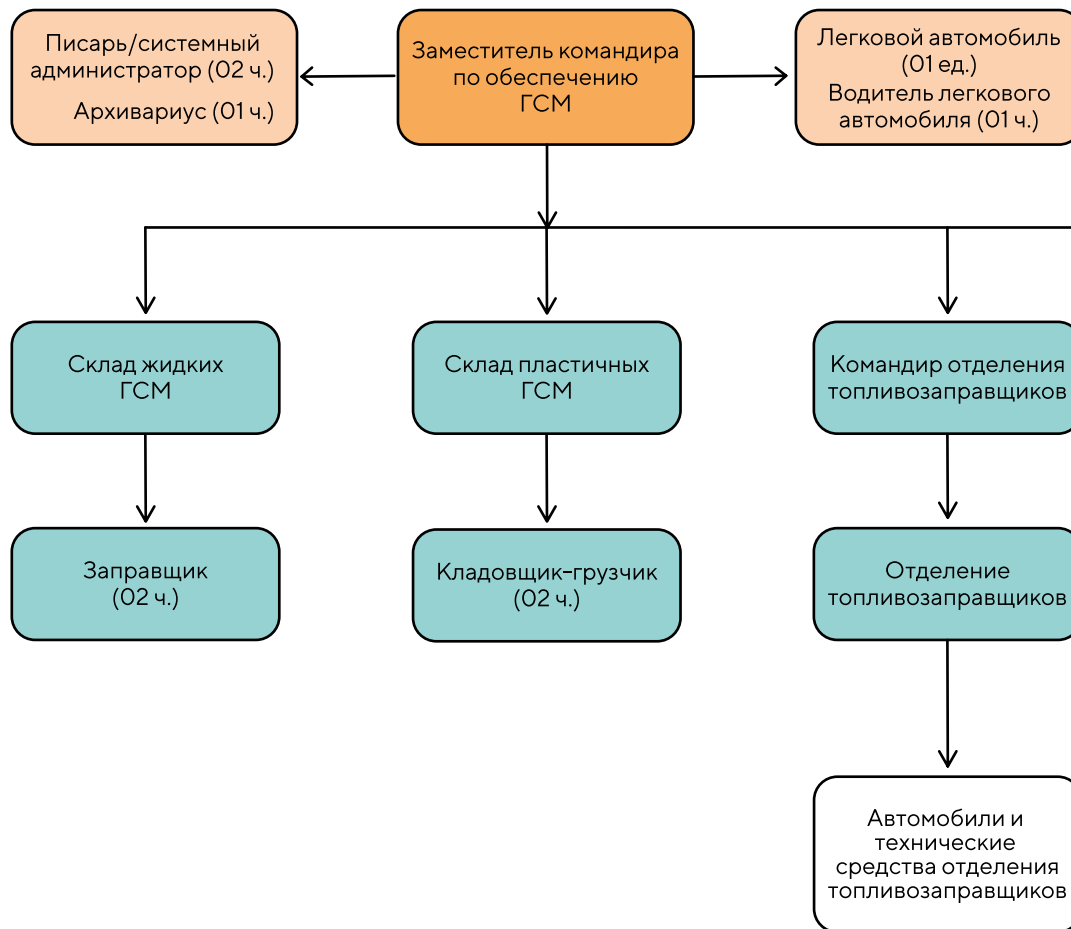 Писарь/системный
администратор (02 ч.)
Архивариус (01 ч.)
Заместитель командира
по обеспечению
ГСМ
Легковой автомобиль
(01 ед.)
Водитель легкового
автомобиля (01 ч.)
Склад жидких
ГСМ
Склад пластичных
ГСМ
Командир отделения
топливозаправщиков
Заправщик
(02 ч.)
Кладовщик-грузчик
(02 ч.)
Отделение
топливозаправщиков
Автомобили и
технические
средства отделения
топливозаправщиков